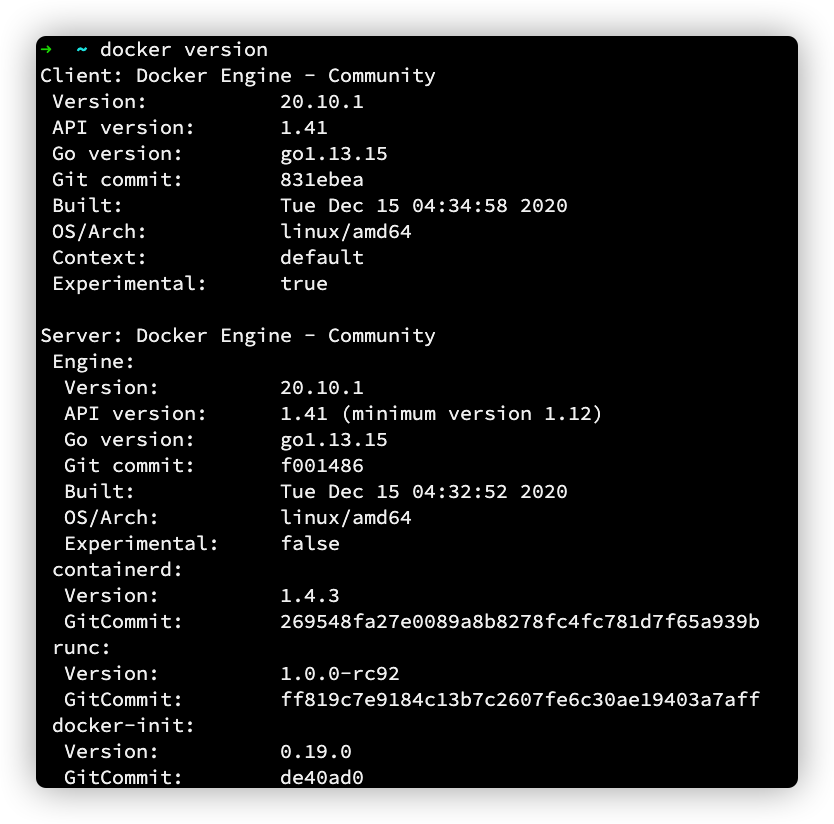 → ~ docker version
Client: Docker Engine - Community
 Version:           20.10.1
 API version:       1.41
 Go version:        go1.13.15
 Git commit:        831ebea
 Built:             Tue Dec 15 04:34:58 2020
 OS/Arch:           linux/amd64
 Context:           default
 Experimental:      true

Server: Docker Engine - Community
 Engine:
  Version:          20.10.1
  API version:      1.41 (minimum version 1.12)
  Go version:       go1.13.15
  Git commit:       f001486
  Built:            Tue Dec 15 04:32:52 2020
  OS/Arch:          linux/amd64
  Experimental:     false
 containerd:
  Version:          1.4.3
  GitCommit:        269548fa27e0089a8b8278fc4fc781d7f65a939b
 runc:
  Version:          1.0.0-rc92
  GitCommit:        ff819c7e9184c13b7c2607fe6c30ae19403a7aff
 docker-init:
  Version:          0.19.0
  GitCommit:        de40ad0